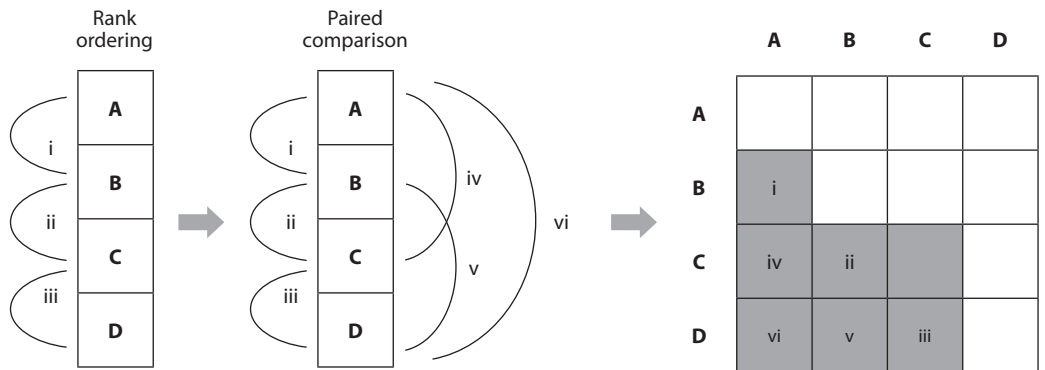 Rank
ordering
A
B
C
D
i
ii
iii
Paired
comparison
A
B
C
D
i
ii
iii
iv
v
vi
A B C D
A
B i
C iv ii
D vi v iii